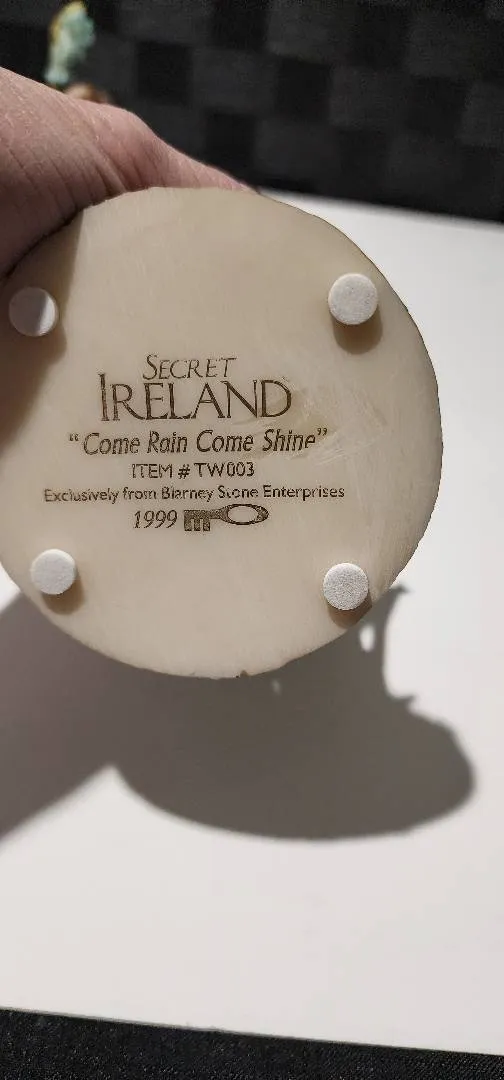 SECRET
IRELAND
“Come Rain Come Shine”
ITEM # TW003
Exclusively from Blarney Stone Enterprises
1999